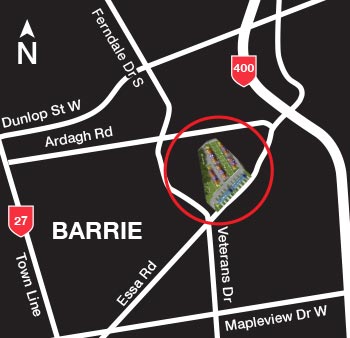 Ferndale Dr S
N
400
Dunlop St W
Ardagh Rd
27
BARRIE
Veterans Dr
Town Line
Essa Rd
Mapleview Dr W